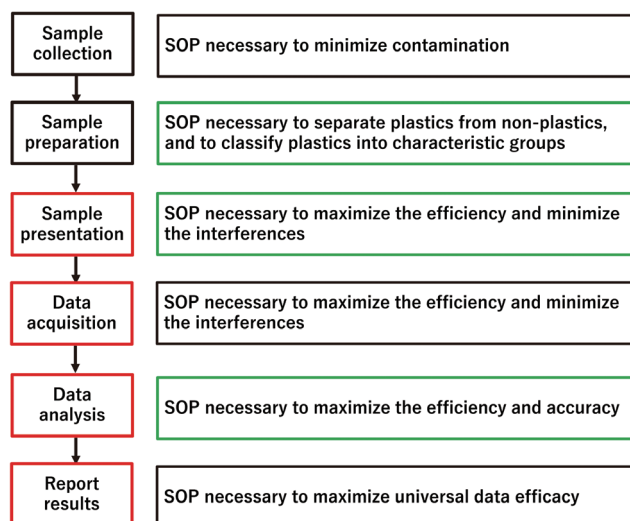 Sample
collection
SOP necessary to minimize contamination
Sample
preparation
SOP necessary to separate plastics from non-plastics,
and to classify plastics into characteristic groups
Sample
presentation
SOP necessary to maximize the efficiency and minimize
the interferences
Data
acquisition
SOP necessary to maximize the efficiency and minimize
the interferences
Data
analysis
SOP necessary to maximize the efficiency and accuracy
Report
results
SOP necessary to maximize universal data efficacy